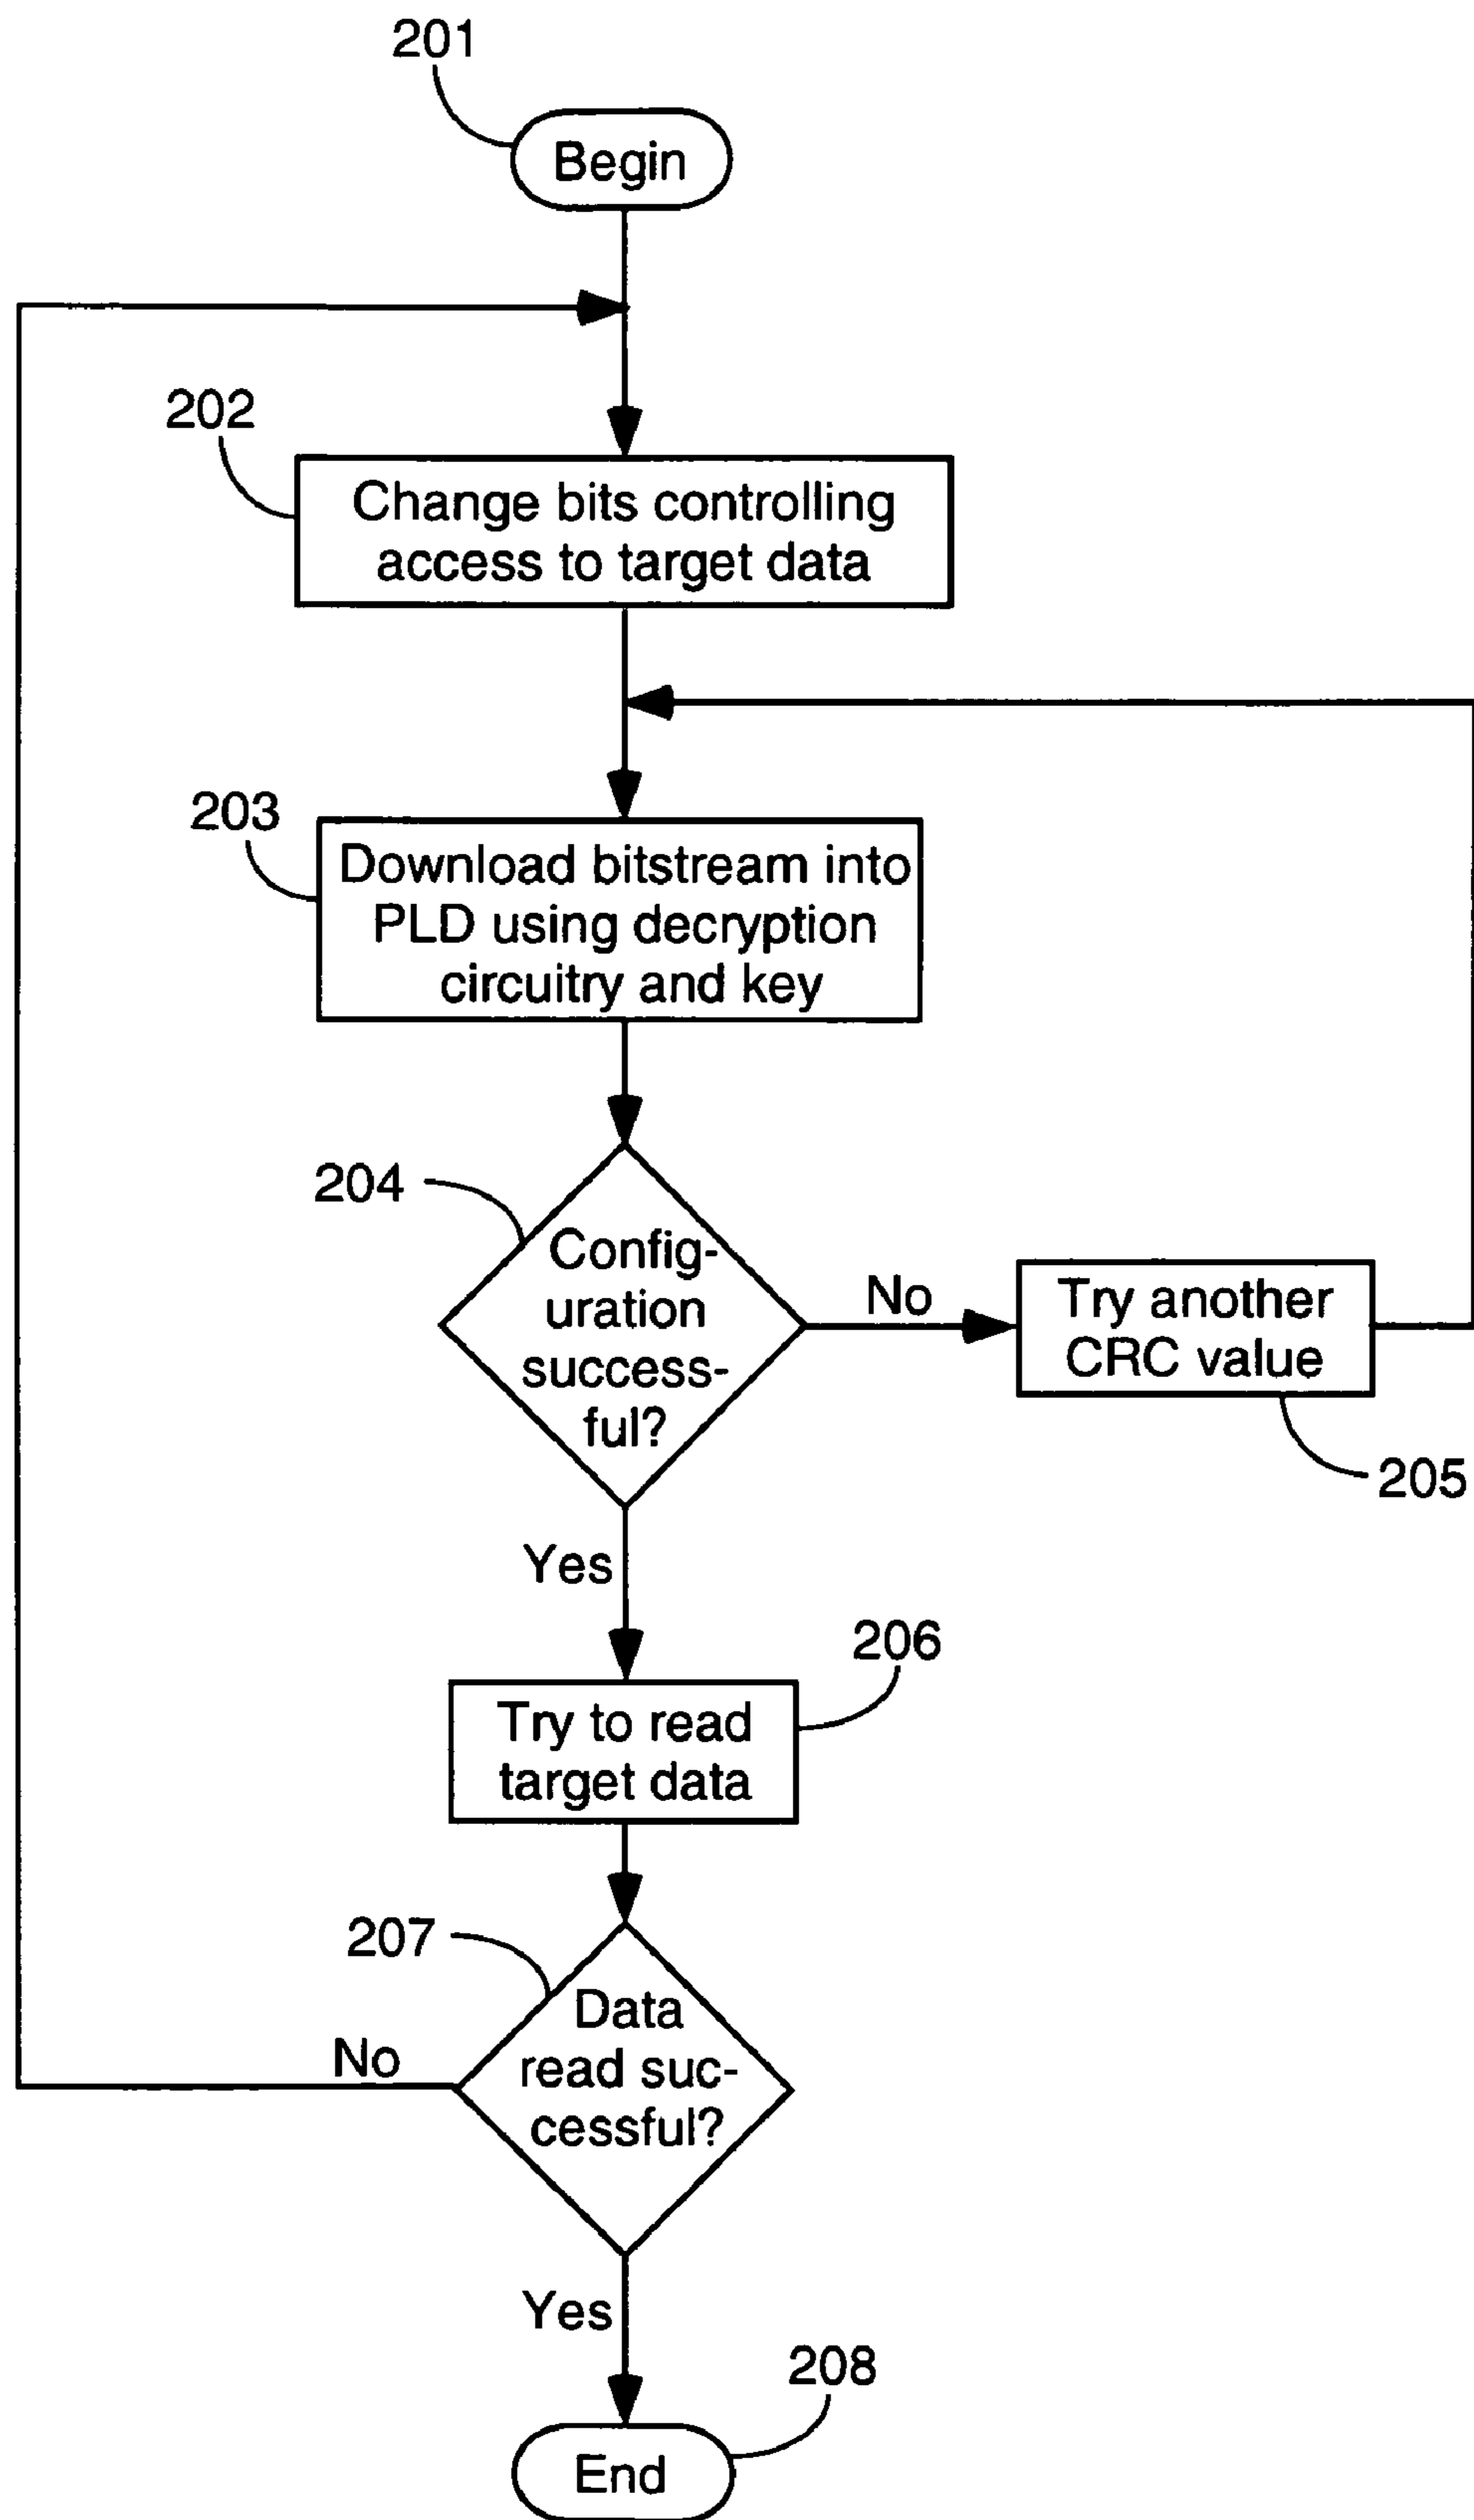 201
Begin
202
Change bits controlling
access to target data
203
Download bitstream into
PLD using decryption
circuitry and key
204
Config-
uration
success-
ful?
No
Try another
CRC value
205
Yes
206
Try to read
target data
207
Data
read suc-
cessful?
No
Yes
208
End